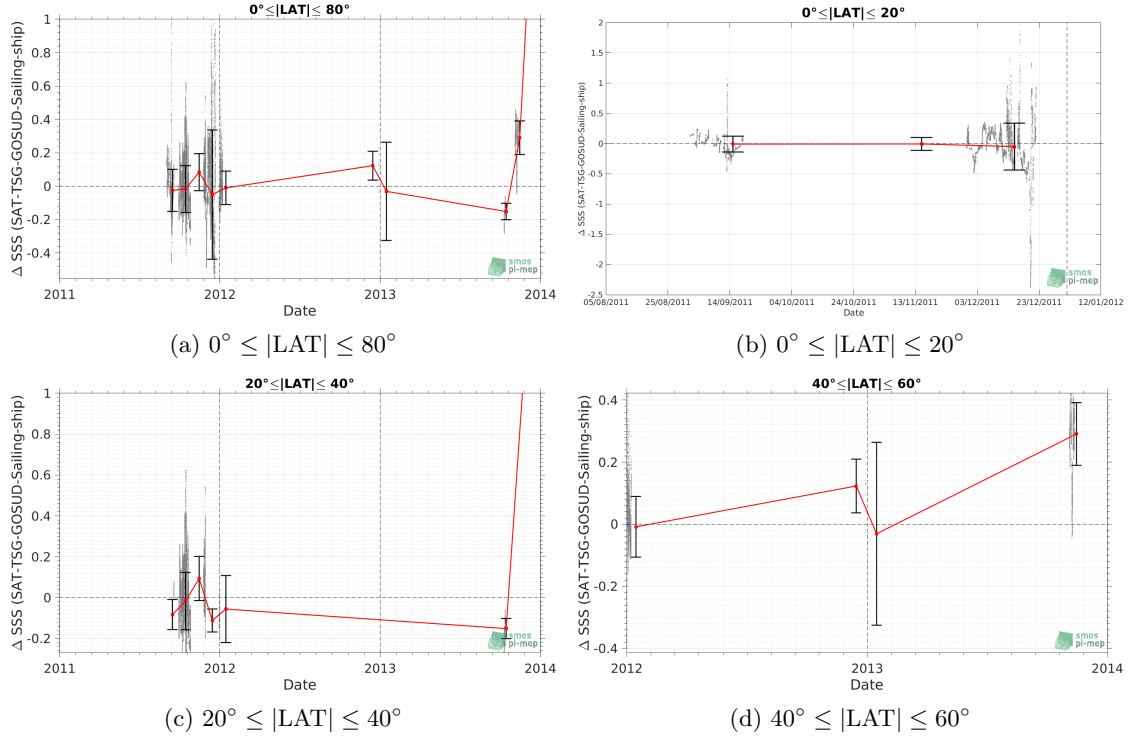 0°≤|LAT|≤ 80°
Δ SSS (SAT-TSG-GOSUD-Sailing-ship)
1
0.8
0.6
0.4
0.2
0
-0.2
-0.4
2011
2012
2013
2014
Date
smos
pi-mep
(a) 0° ≤ |LAT| ≤ 80°
0°≤|LAT|≤ 20°
Δ SSS (SAT-TSG-GOSUD-Sailing-ship)
2
1.5
1
0.5
0
-0.5
-1
-1.5
-2
-2.5
05/08/2011
25/08/2011
14/09/2011
04/10/2011
24/10/2011
13/11/2011
03/12/2011
23/12/2011
12/01/2012
Date
smos
pi-mep
(b) 0° ≤ |LAT| ≤ 20°
20°≤|LAT|≤ 40°
Δ SSS (SAT-TSG-GOSUD-Sailing-ship)
1
0.8
0.6
0.4
0.2
0
-0.2
2011
2012
2013
2014
Date
smos
pi-mep
(c) 20° ≤ |LAT| ≤ 40°
40°≤|LAT|≤ 60°
Δ SSS (SAT-TSG-GOSUD-Sailing-ship)
0.4
0.2
0
-0.2
-0.4
2012
2013
2014
Date
smos
pi-mep
(d) 40° ≤ |LAT| ≤ 60°